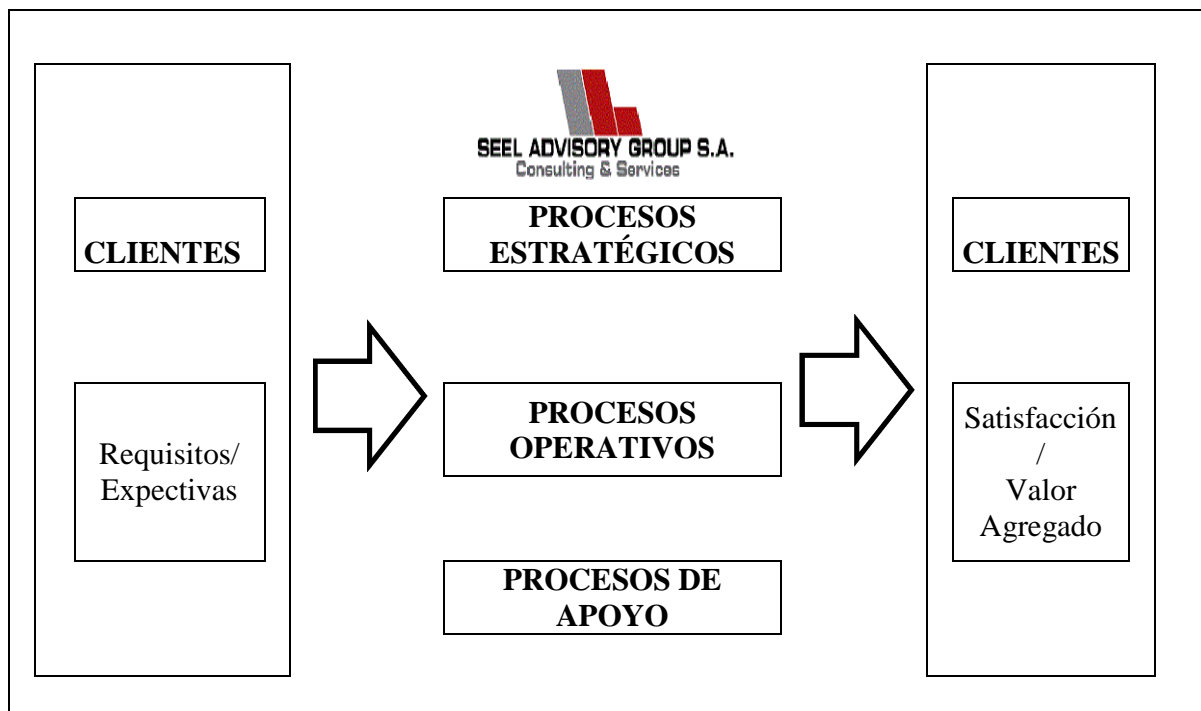 SEEL ADVISORY GROUP S.A.
Consulting & Services
CLIENTES
Requisitos/
Expectivas
PROCESOS
ESTRATÉGICOS
PROCESOS
OPERATIVOS
PROCESOS DE
APOYO
CLIENTES
Satisfacción
/
Valor
Agregado